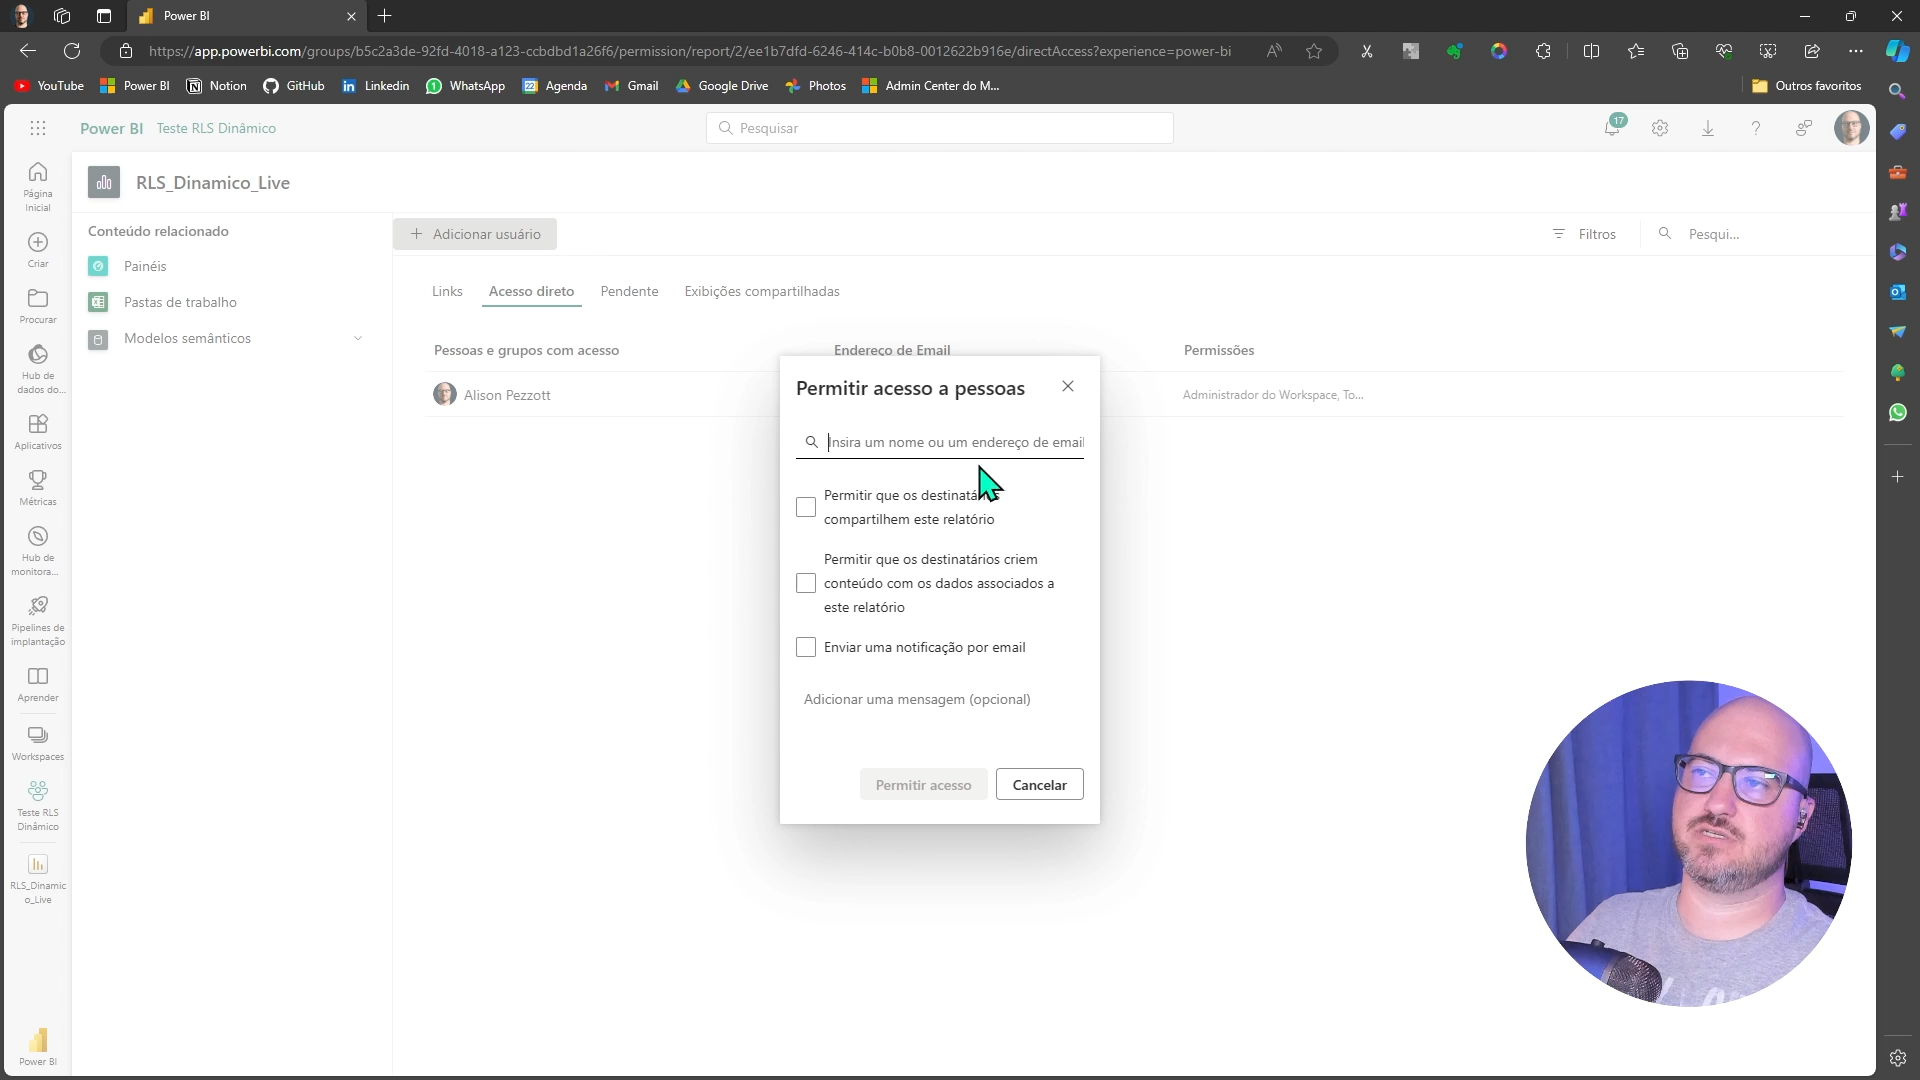 Power BI
https://app.powerbi.com/groups/b5c2a3de-92fd-4018-a123-ccbdbd1a26f6/permission/report/2/ee1b7dfd-6246-414c-b0b8-0012622b916e/directAccess?experience=power-bi
YouTube
Power BI
Notion
GitHub
Linkedin
WhatsApp
Agenda
Gmail
Google Drive
Photos
Admin Center do M...
Outros favoritos
Power BI Teste RLS Dinâmico
Pesquisar
17
RLS_Dinamico_Live
Página
Inicial
Criar
Procurar
Hub de
dados do...
Aplicativos
Métricas
Hub de
monitora...
Pipelines de
implantação
Aprender
Workspaces
Teste RLS
Dinâmico
RLS_Dinamic
o_Live
Power BI
Conteúdo relacionado
Painéis
Pastas de trabalho
Modelos semânticos
Adicionar usuário
Filtros
Pesqui...
Links
Acesso direto
Pendente
Exibições compartilhadas
Pessoas e grupos com acesso
Endereço de Email
Permissões
Alison Pezzott
Administrador do Workspace, To...
Permitir acesso a pessoas
Insira um nome ou um endereço de email
Permitir que os destinatários
compartilhem este relatório
Permitir que os destinatários criem
conteúdo com os dados associados a
este relatório
Enviar uma notificação por email
Adicionar uma mensagem (opcional)
Permitir acesso
Cancelar